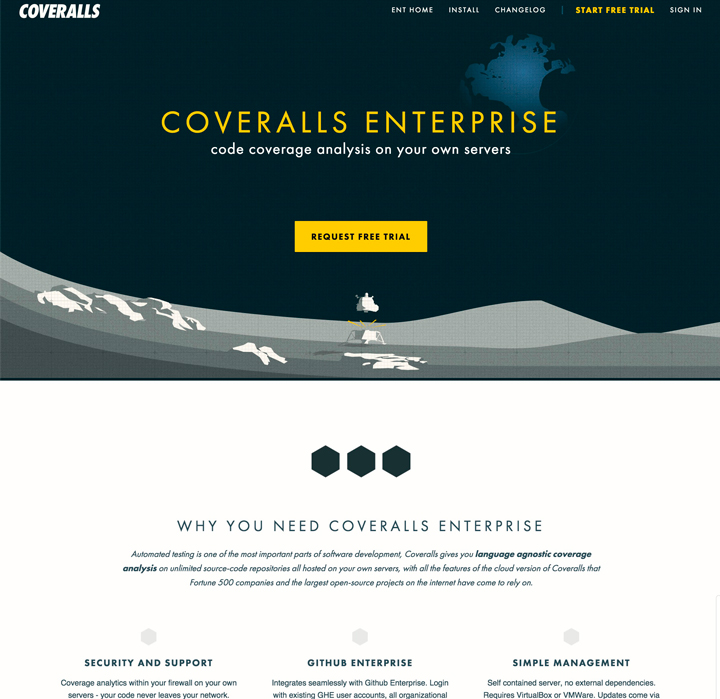 COVERALLS
ENT HOME INSTALL CHANGELOG START FREE TRIAL SIGN IN
COVERALLS ENTERPRISE
code coverage analysis on your own servers
REQUEST FREE TRIAL
WHY YOU NEED COVERALLS ENTERPRISE
Automated testing is one of the most important parts of software development, Coveralls gives you language agnostic coverage
analysis on unlimited source-code repositories all hosted on your own servers, with all the features of the cloud version of Coveralls that
Fortune 500 companies and the largest open-source projects on the internet have come to rely on.
SECURITY AND SUPPORT
Coverage analytics within your firewall on your own
servers - your code never leaves your network.
GITHUB ENTERPRISE
Integrates seamlessly with Github Enterprise. Login
with existing GHE user accounts, all organizational
SIMPLE MANAGEMENT
Self contained server, no external dependencies.
Requires VirtualBox or VMWare. Updates come via